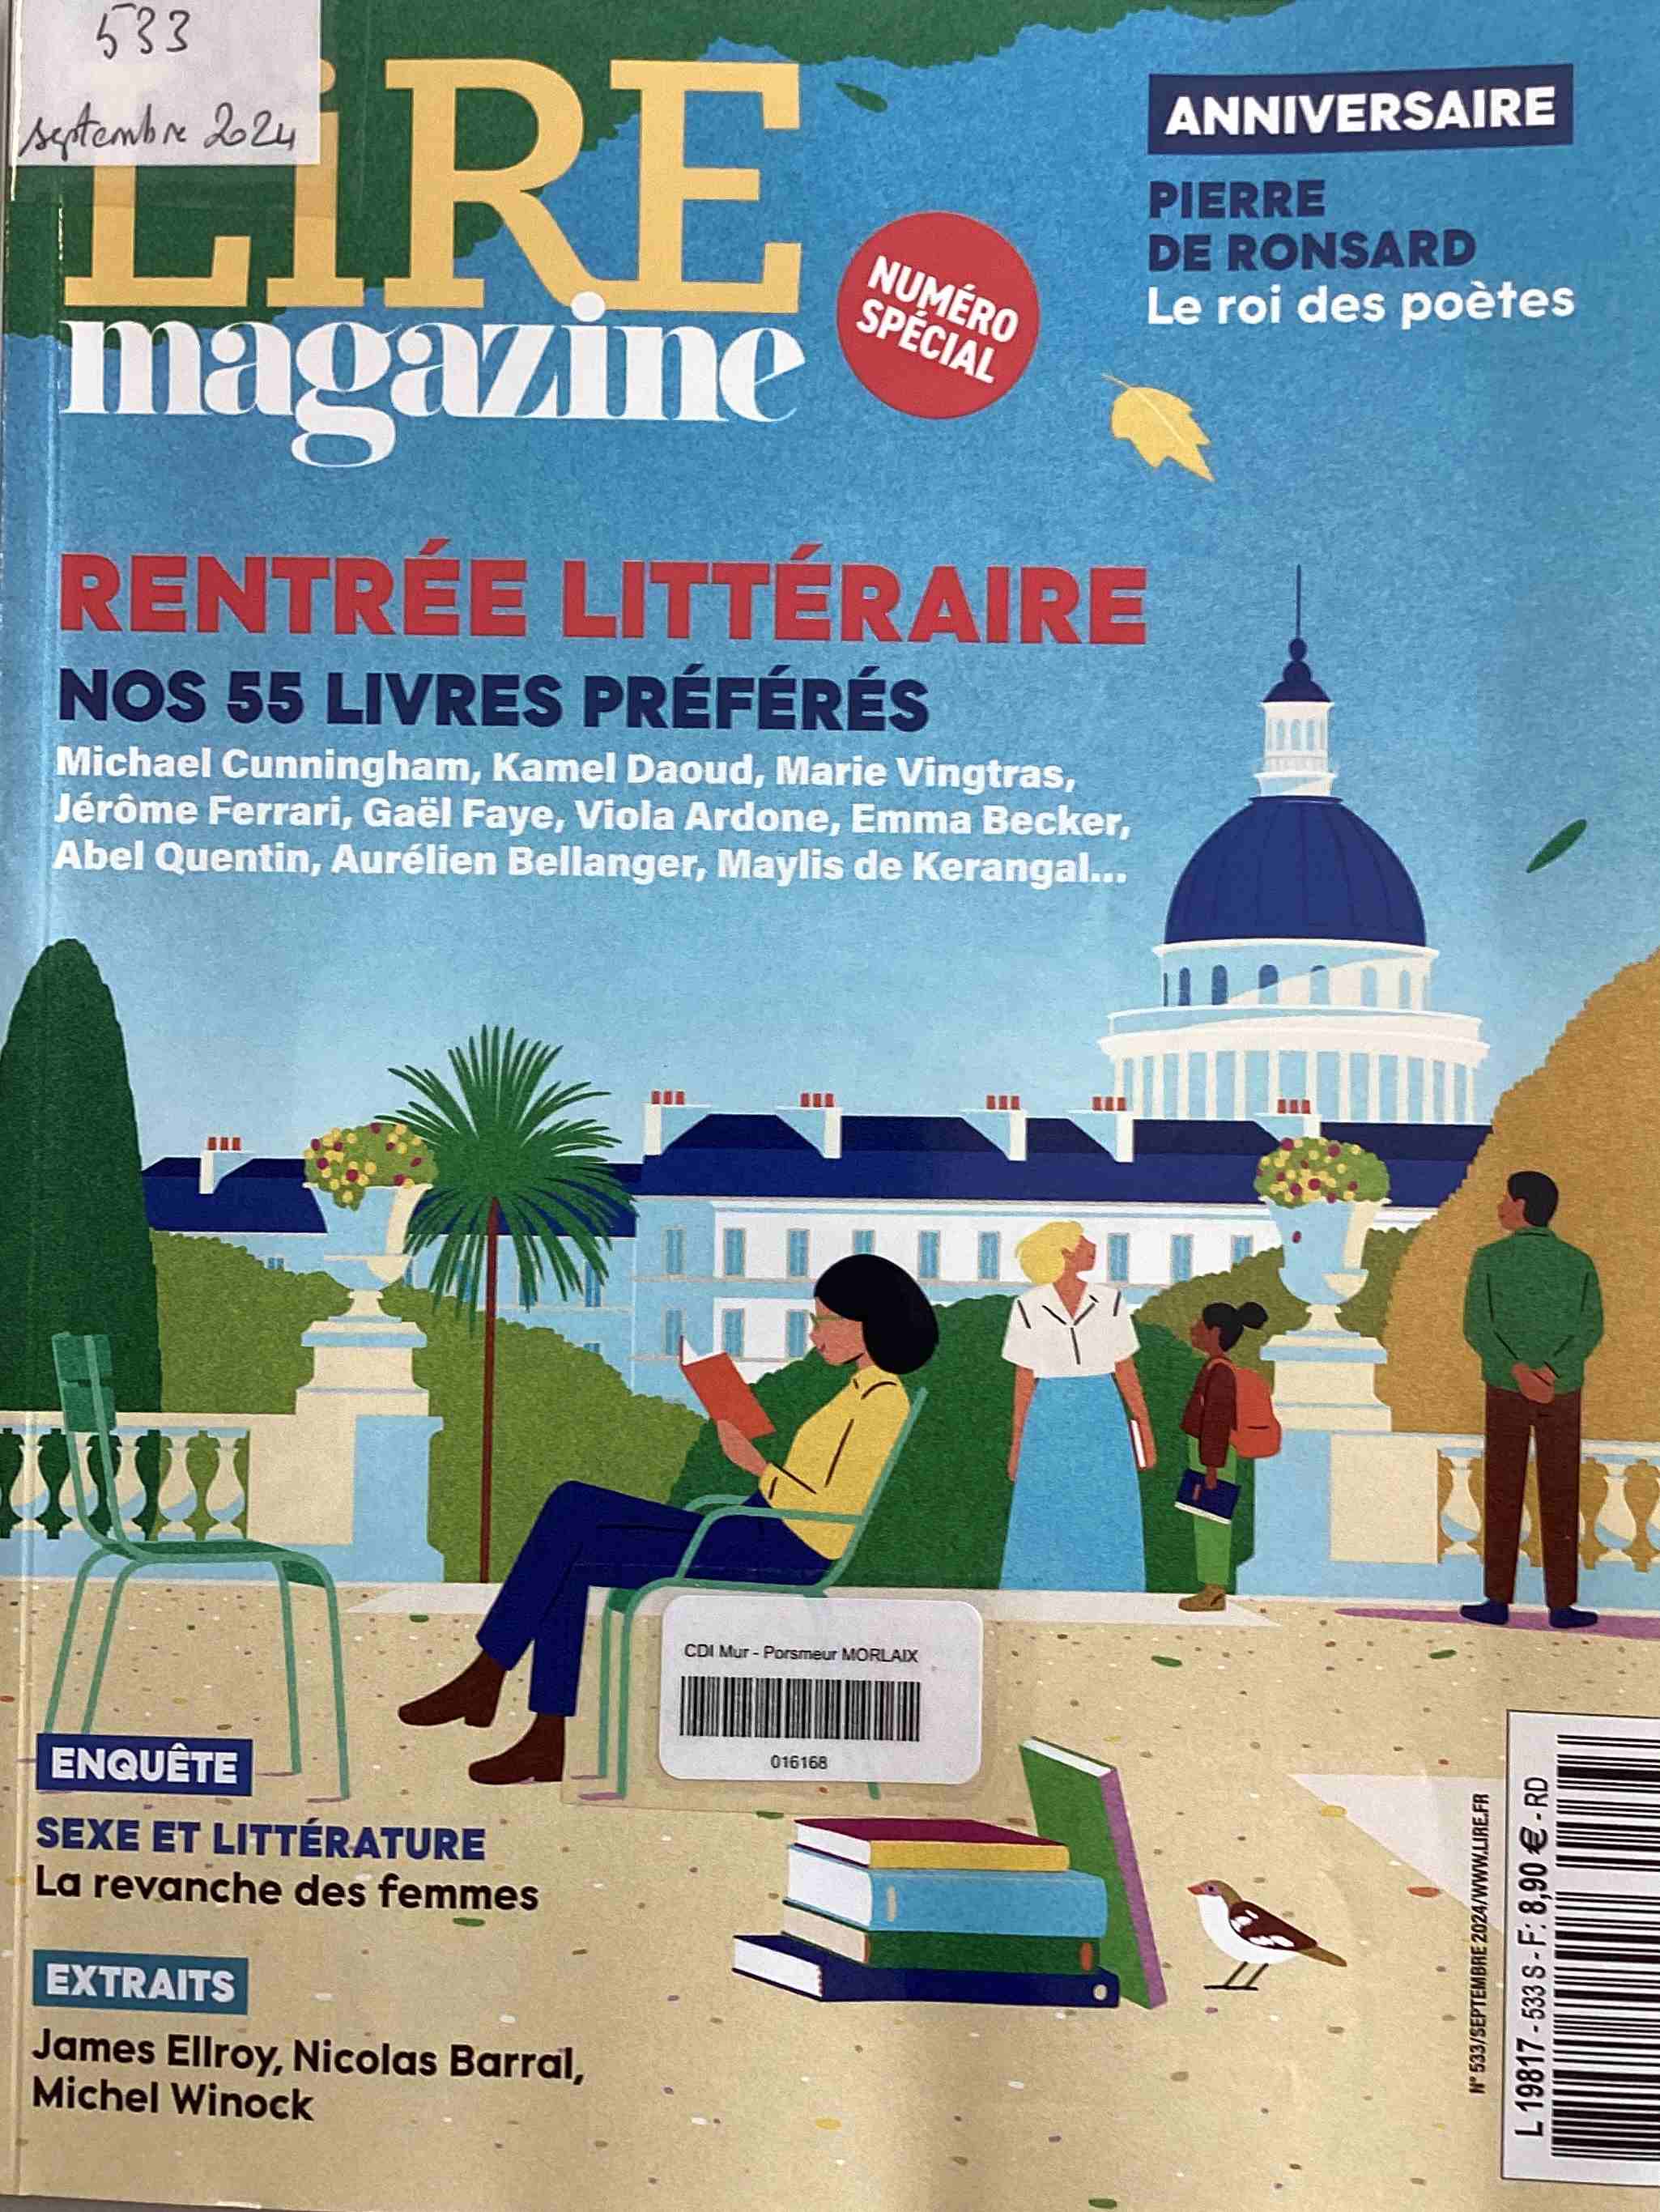 533
septembre 2024
LiRE
magazine
NUMÉRO
SPÉCIAL
ANNIVERSAIRE
PIERRE
DE RONSARD
Le roi des poètes
RENTRÉE LITTÉRAIRE
NOS 55 LIVRES PRÉFÉRÉS
Michael Cunningham, Kamel Daoud, Marie Vingtras,
Jérôme Ferrari, Gaël Faye, Viola Ardone, Emma Becker,
Abel Quentin, Aurélien Bellanger, Maylis de Kerangal...
CDI Mur - Porsmeur MORLAIX
016168
ENQUÊTE
SEXE ET LITTÉRATURE
La revanche des femmes
EXTRAITS
James Ellroy, Nicolas Barral,
Michel Winock
N° 533/SEPTEMBRE 2024/WWW.LIRE.FR
L 19817 - 533 S - F: 8,90 € - RD